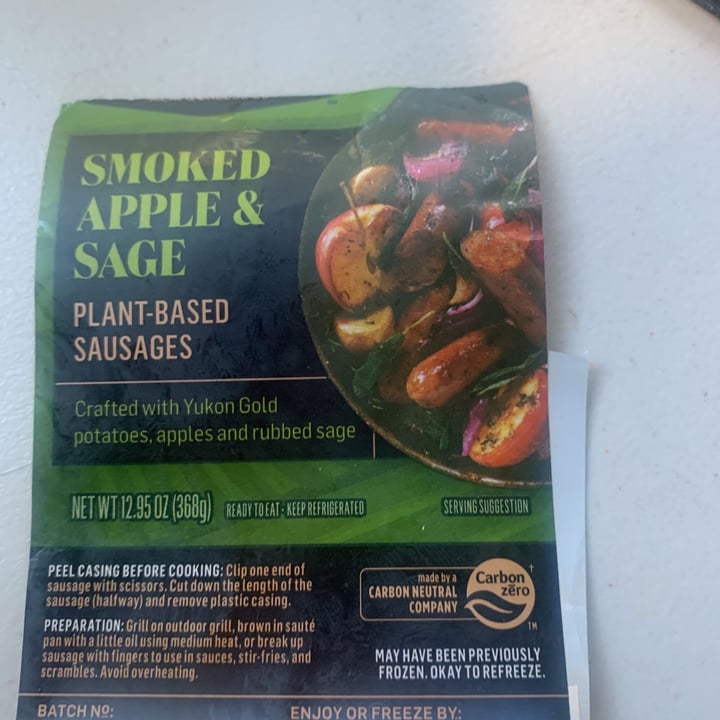 SMOKED
APPLE &
SAGE
PLANT-BASED
SAUSAGES
Crafted with Yukon Gold
potatoes, apples and rubbed sage
NET WT 12.95 OZ (368g)
READY TO EAT · KEEP REFRIGERATED
SERVING SUGGESTION
PEEL CASING BEFORE COOKING: Clip one end of
sausage with scissors. Cut down the length of the
sausage (halfway) and remove plastic casing.
PREPARATION: Grill on outdoor grill, brown in sauté
pan with a little oil using medium heat, or break up
sausage with fingers to use in sauces, stir-fries, and
scrambles. Avoid overheating.
made by a
CARBON NEUTRAL
COMPANY
Carbon
zēro†
TM
MAY HAVE BEEN PREVIOUSLY
FROZEN. OKAY TO REFREEZE.
BATCH Nº:
ENJOY OR FREEZE BY: